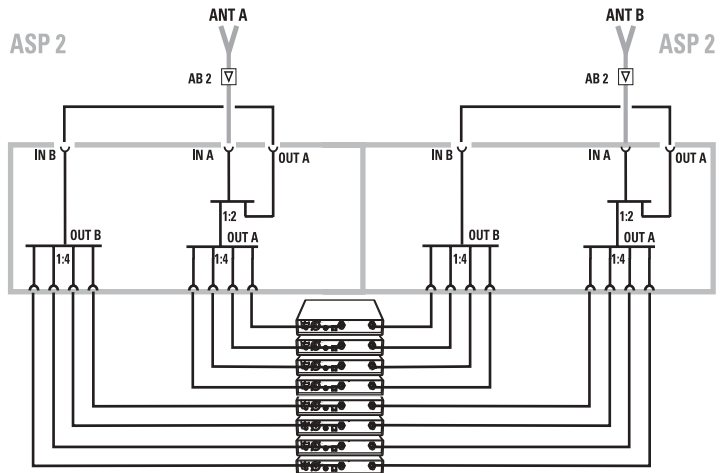 ANT A
ANT B
ASP 2
ASP 2
AB 2
AB 2
IN B
IN A
OUT A
IN B
IN A
OUT A
1:2
1:2
OUT B
OUT A
OUT B
OUT A
1:4
1:4
1:4
1:4